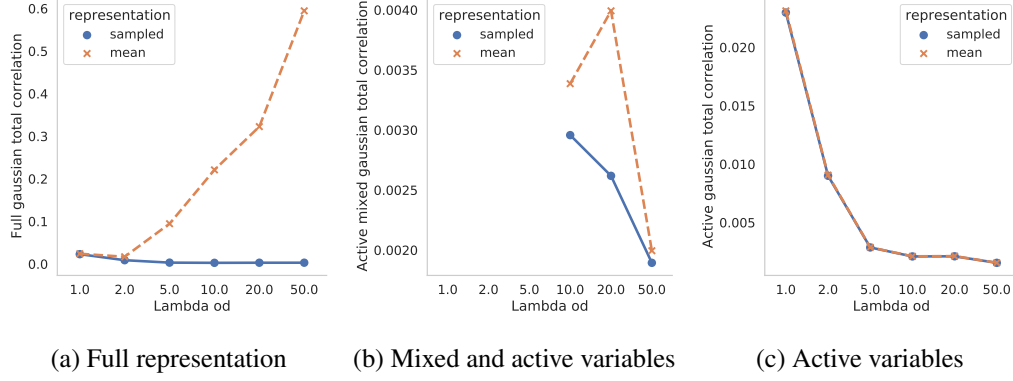 Full gaussian total correlation
0.6
0.5
0.4
0.3
0.2
0.1
0.0
representation
sampled
mean
1.0 2.0 5.0 10.0 20.0 50.0
Lambda od
(a) Full representation
Active mixed gaussian total correlation
0.0040
0.0035
0.0030
0.0025
0.0020
representation
sampled
mean
1.0 2.0 5.0 10.0 20.0 50.0
Lambda od
(b) Mixed and active variables
Active gaussian total correlation
0.020
0.015
0.010
0.005
representation
sampled
mean
1.0 2.0 5.0 10.0 20.0 50.0
Lambda od
(c) Active variables